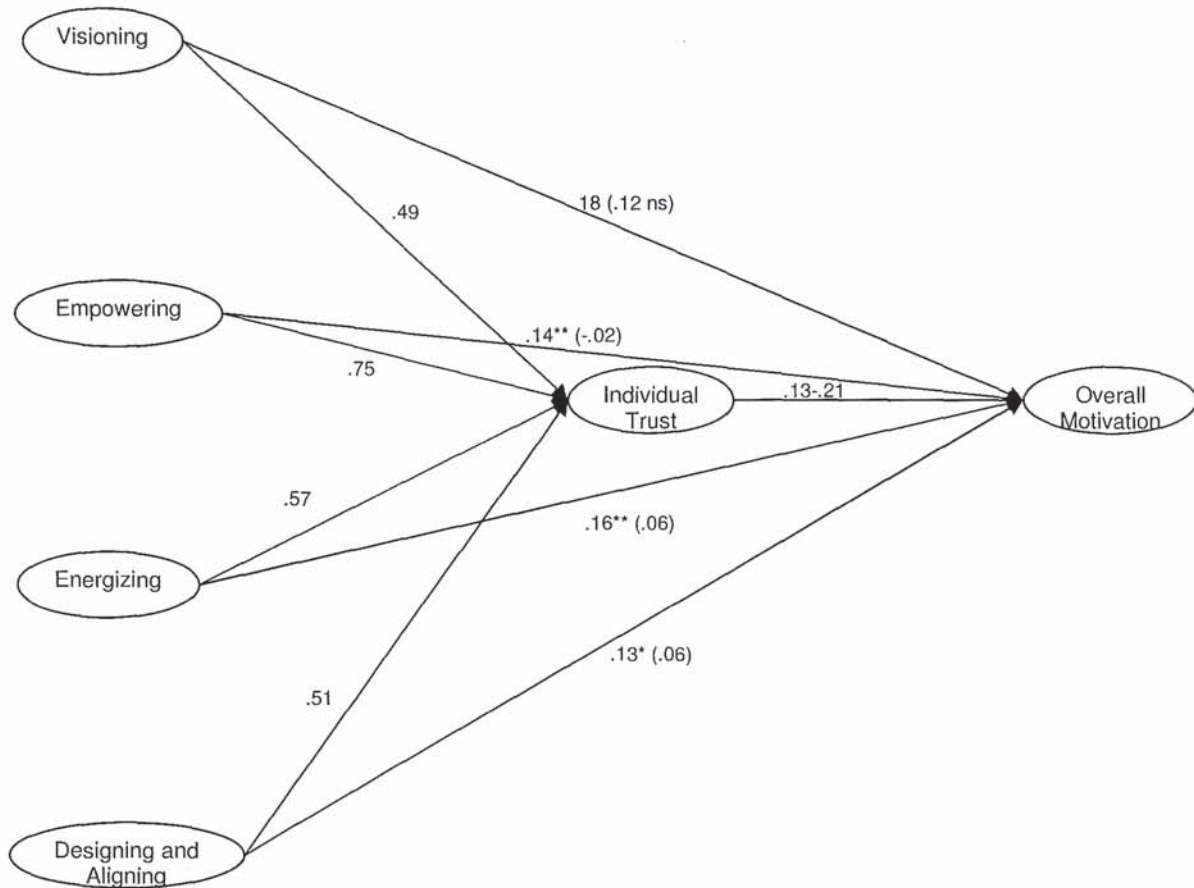 Visioning
18 (.12 ns)
.49
Empowering
.14** (-.02)
.75
Individual
Trust
.13-.21
Overall
Motivation
.57
.16** (.06)
Energizing
.13* (.06)
.51
Designing and
Aligning